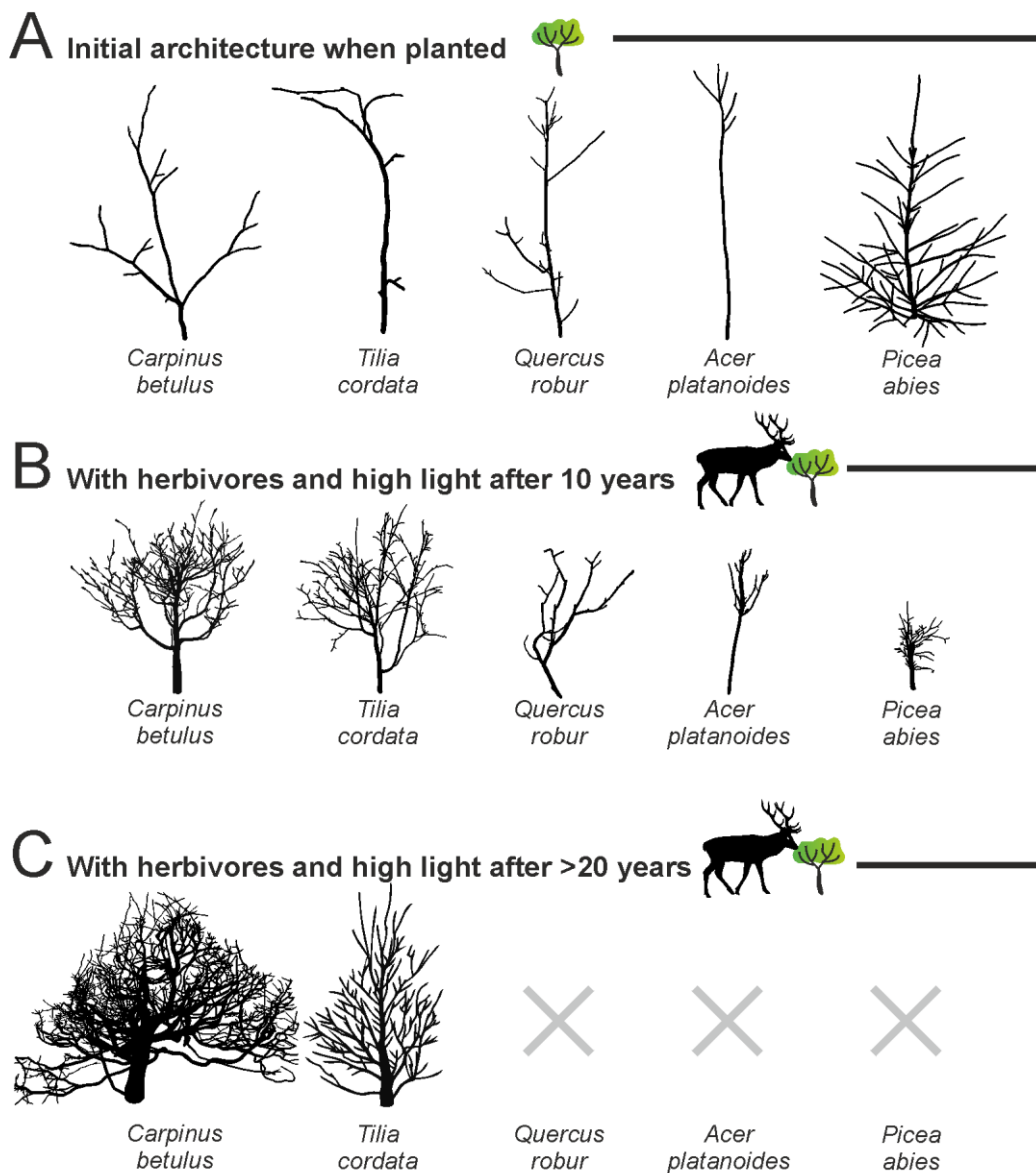 A Initial architecture when planted
Carpinus betulus
Tilia cordata
Quercus robur
Acer platanoides
Picea abies
B With herbivores and high light after 10 years
Carpinus betulus
Tilia cordata
Quercus robur
Acer platanoides
Picea abies
C With herbivores and high light after >20 years
Carpinus betulus
Tilia cordata
Quercus robur
Acer platanoides
Picea abies